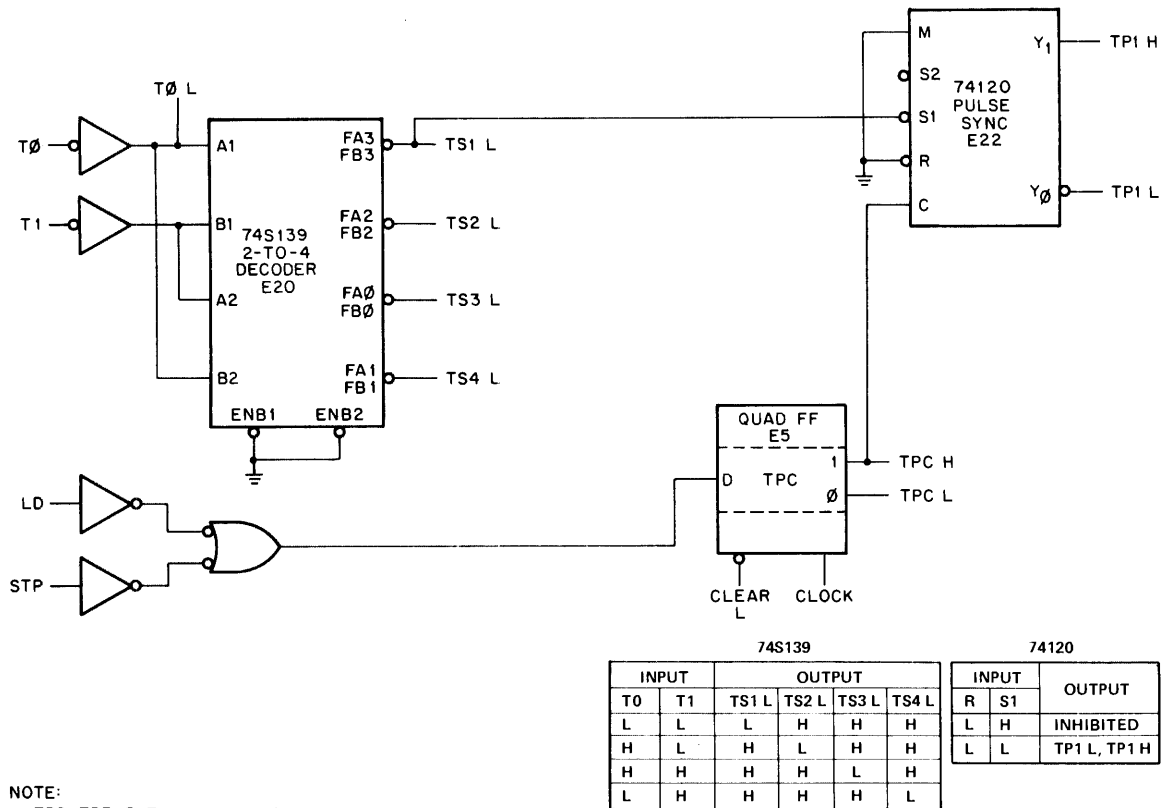 TØ L
TØ
T1
A1
B1
A2
B2
74S139
2-TO-4
DECODER
E20
FA3
FB3
FA2
FB2
FAØ
FBØ
FA1
FB1
ENB1 ENB2
TS1 L
TS2 L
TS3 L
TS4 L
M
S2
S1
R
C
74120
PULSE
SYNC
E22
Y1
YØ
TP1 H
TP1 L
LD
STP
QUAD FF
E5
D TPC
1
Ø
TPC H
TPC L
CLEAR
L
CLOCK
74S139
INPUT OUTPUT
T0 T1 TS1 L TS2 L TS3 L TS4 L
L L L H H H
H L H L H H
H H H H L H
L H H H H L
74120
INPUT OUTPUT
R S1
L H INHIBITED
L L TP1 L, TP1 H
NOTE: